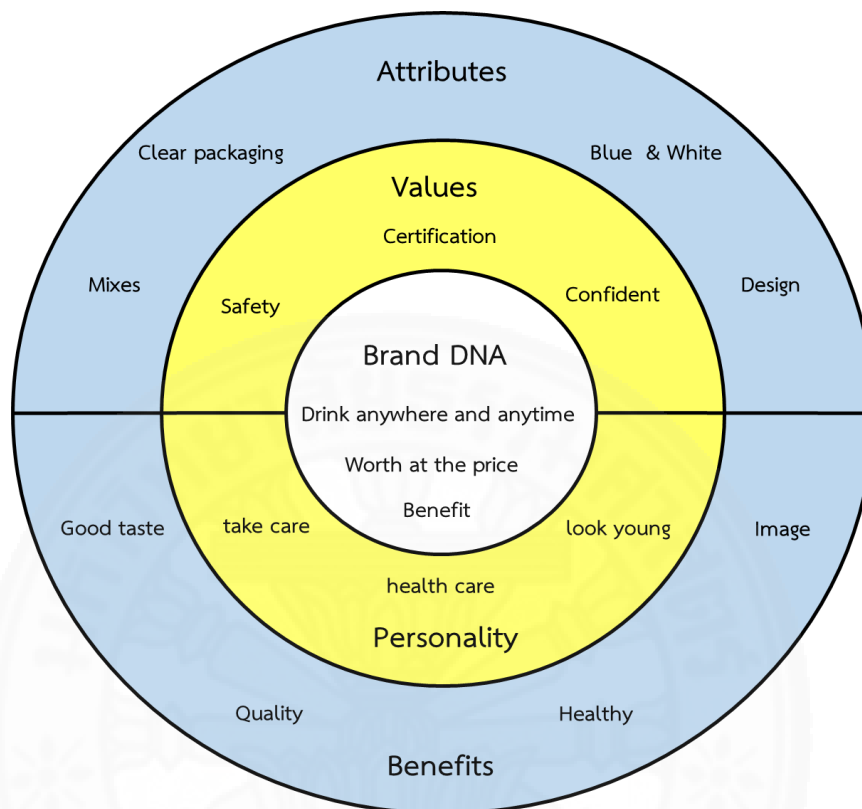 Attributes
Clear packaging
Blue & White
Values
Certification
Mixes
Safety
Confident
Design
Brand DNA
Drink anywhere and anytime
Worth at the price
Benefit
Good taste
take care
look young
Image
health care
Personality
Quality
Healthy
Benefits